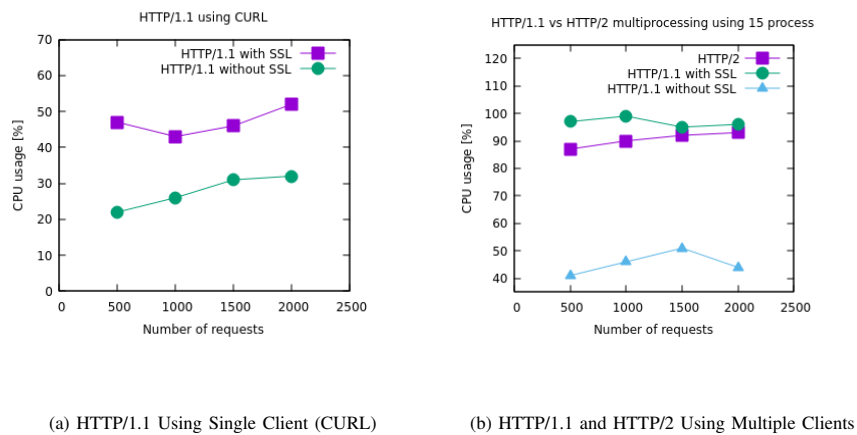 HTTP/1.1 using CURL
HTTP/1.1 with SSL
HTTP/1.1 without SSL
CPU usage [%]
70
60
50
40
30
20
10
0
0 500 1000 1500 2000 2500
Number of requests
(a) HTTP/1.1 Using Single Client (CURL)
HTTP/1.1 vs HTTP/2 multiprocessing using 15 process
HTTP/2
HTTP/1.1 with SSL
HTTP/1.1 without SSL
CPU usage [%]
120
110
100
90
80
70
60
50
40
0 500 1000 1500 2000 2500
Number of requests
(b) HTTP/1.1 and HTTP/2 Using Multiple Clients